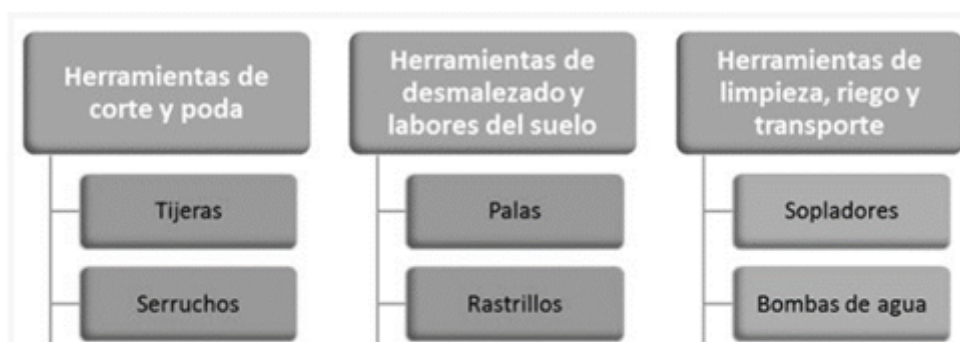 Herramientas de
corte y poda
Tijeras
Serruchos
Herramientas de
desmalezado y
labores del suelo
Palas
Rastrillos
Herramientas de
limpieza, riego y
transporte
Sopladores
Bombas de agua